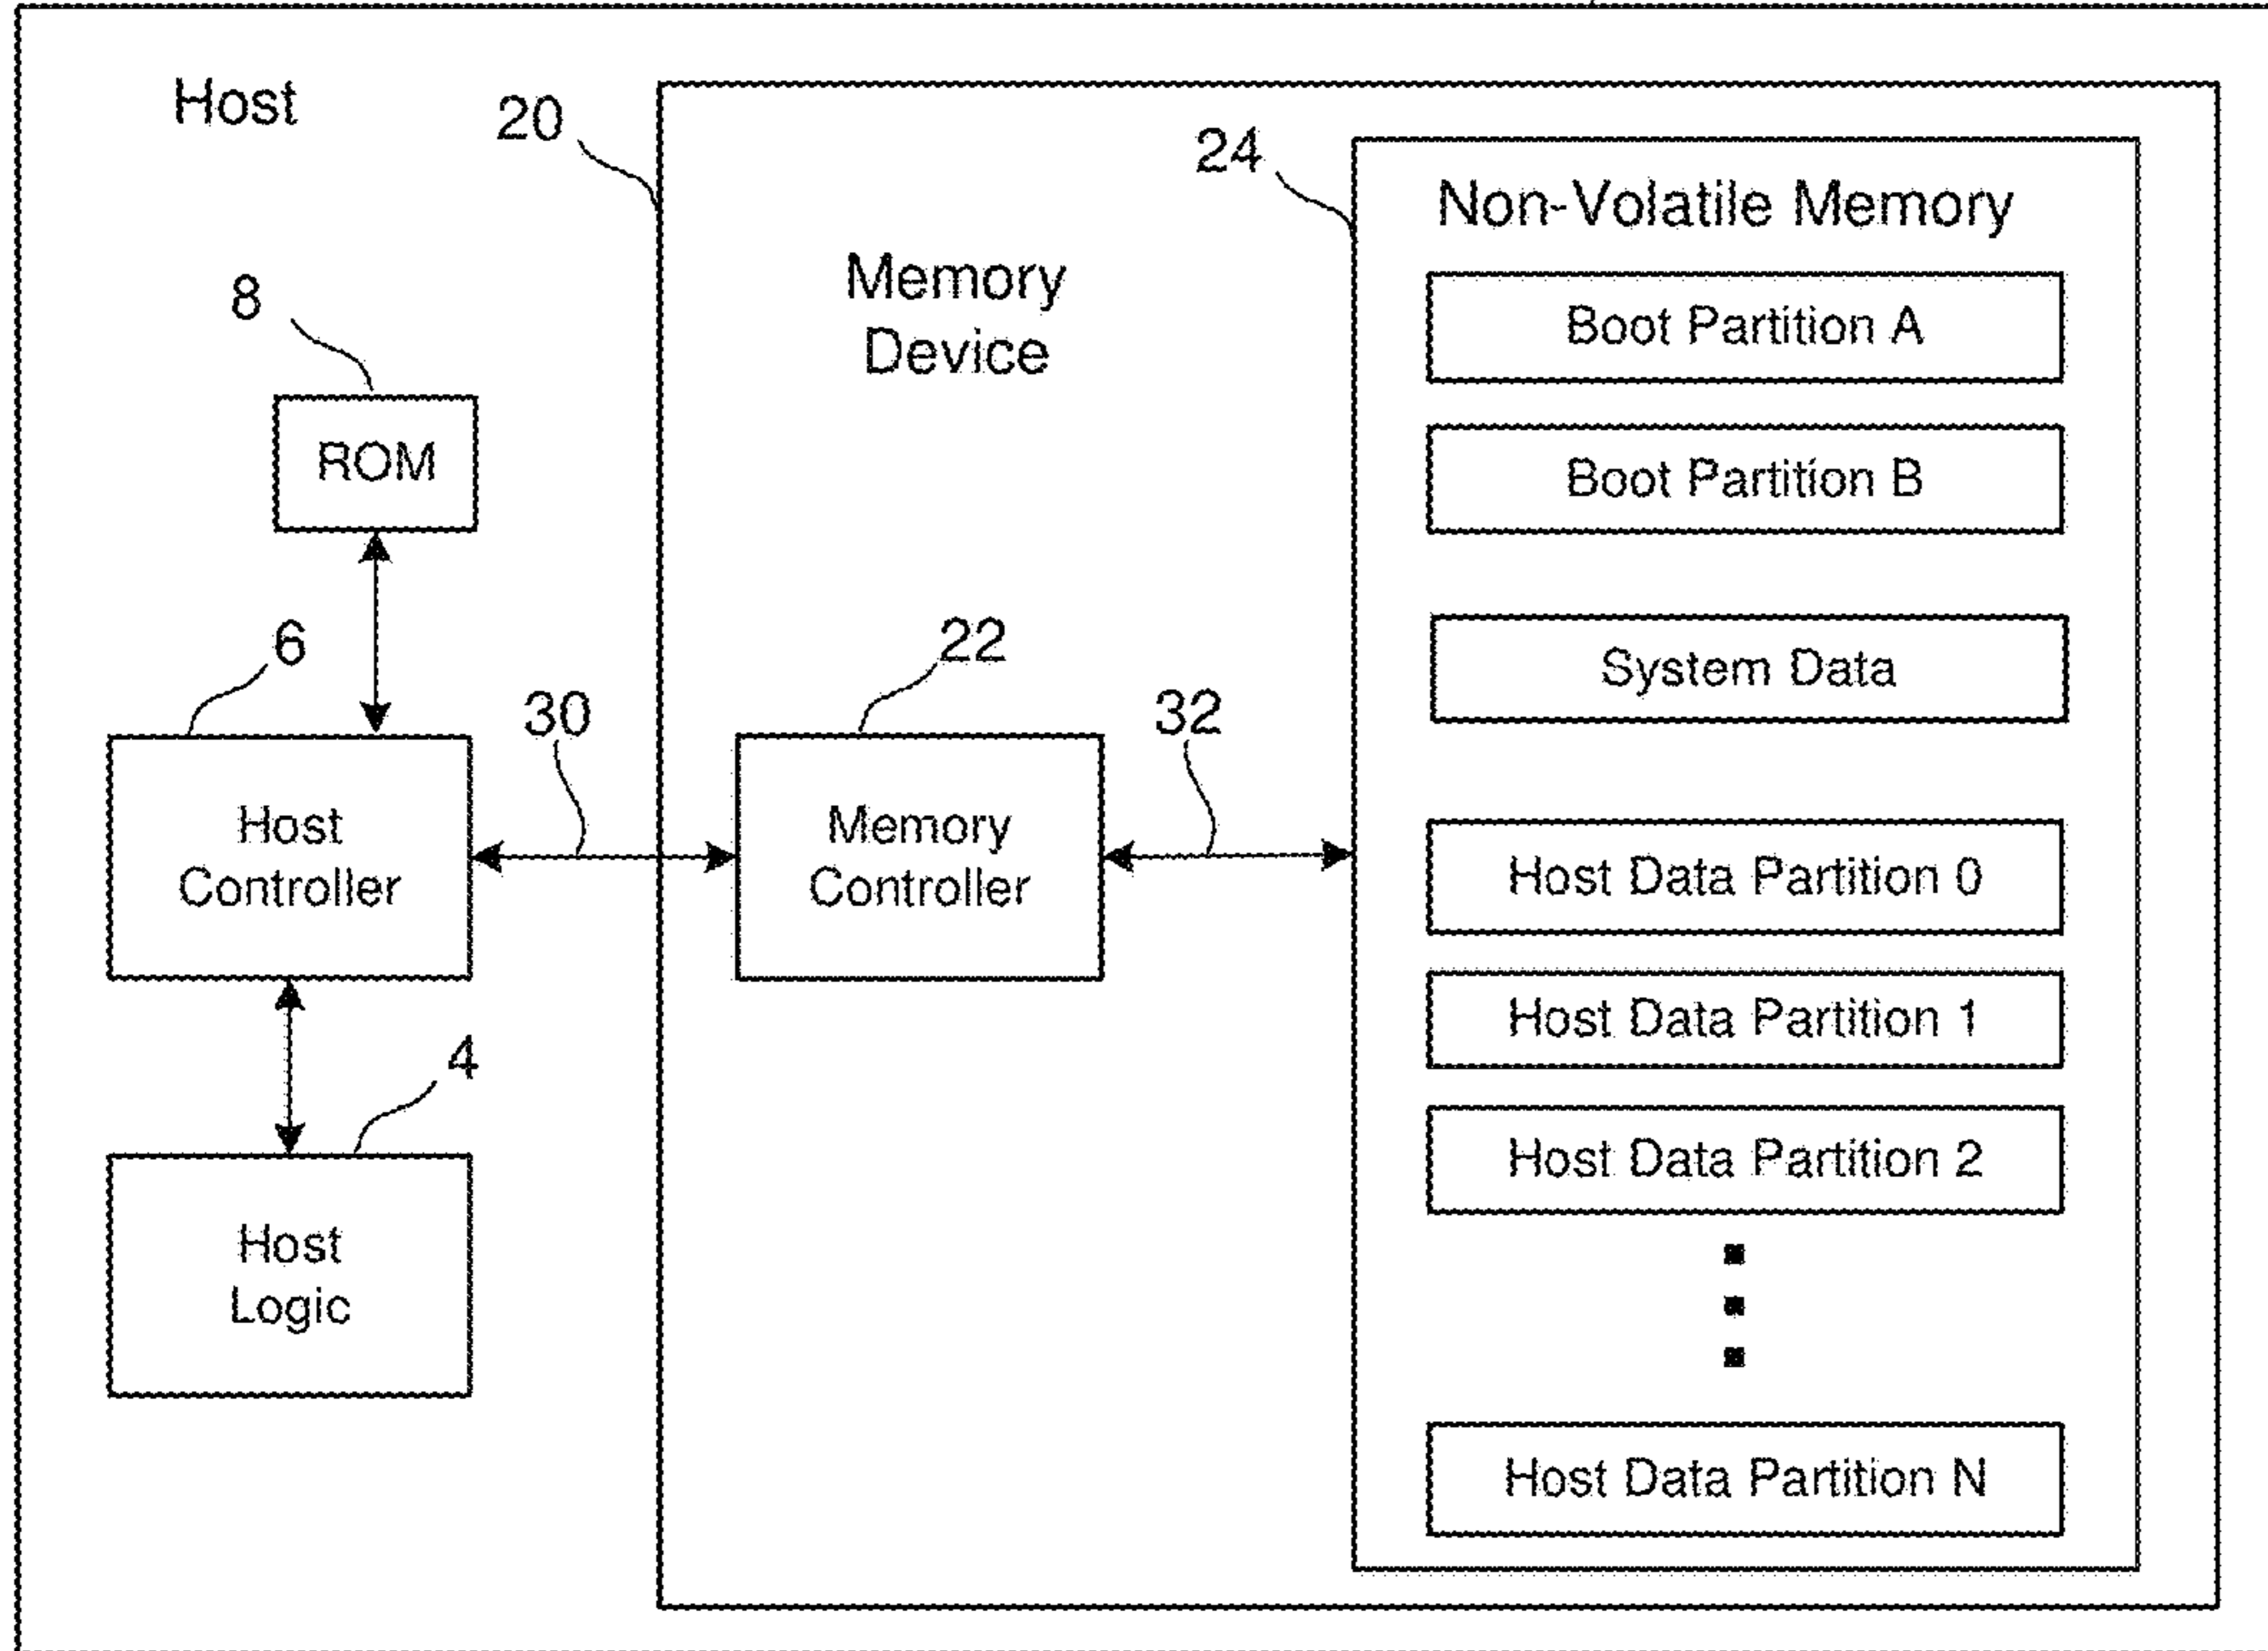 Host
20
24
Non-Volatile Memory
Memory
Device
Boot Partition A
8
ROM
Boot Partition B
6
22
System Data
30
32
Host
Controller
Memory
Controller
Host Data Partition 0
Host Data Partition 1
4
Host Data Partition 2
Host
Logic
Host Data Partition N